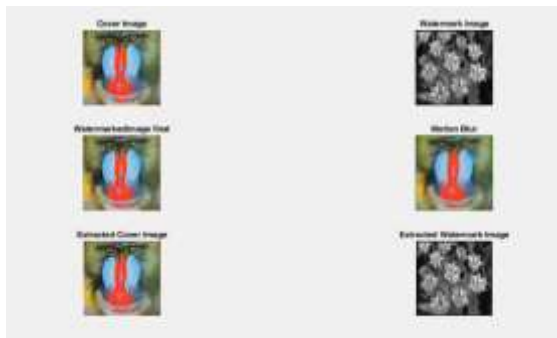 Cover Image
Watermark Image
WatermarkedImage final
Motion Blur
Extracted Cover Image
Extracted Watermark Image